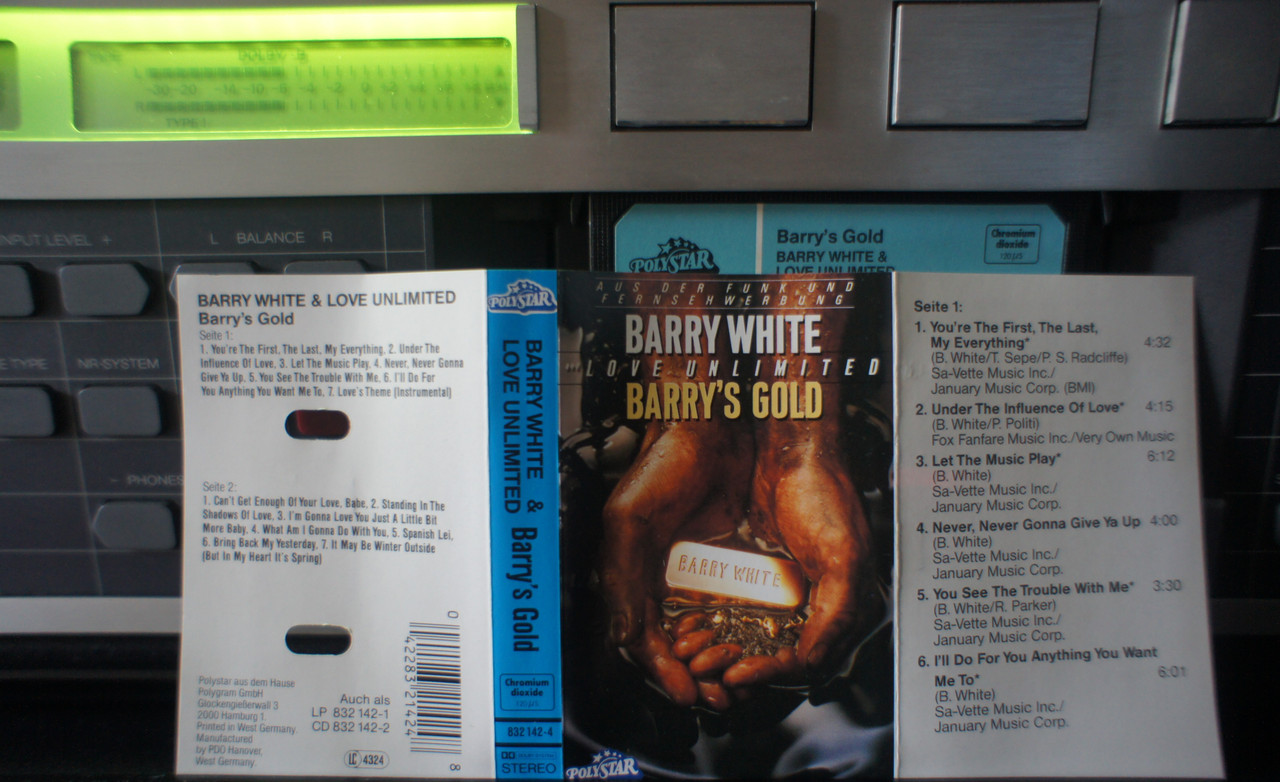 DOLBY B
-30 -20 -14 -10 -6 -4 -2 0
TYPE I
INPUT LEVEL +
L BALANCE R
E TYPE
NR-SYSTEM
- PHONES
POLYSTAR
Barry's Gold
BARRY WHITE &
LOVE UNLIMITED
Chromium
dioxide
120 µs
BARRY WHITE & LOVE UNLIMITED
Barry's Gold
Seite 1:
1. You're The First, The Last, My Everything, 2. Under The
Influence Of Love, 3. Let The Music Play, 4. Never, Never Gonna
Give Ya Up, 5. You See The Trouble With Me, 6. I'll Do For
You Anything You Want Me To, 7. Love's Theme (Instrumental)
Seite 2:
1. Can't Get Enough Of Your Love, Babe, 2. Standing In The
Shadows Of Love, 3. I'm Gonna Love You Just A Little Bit
More Baby, 4. What Am I Gonna Do With You, 5. Spanish Lei,
6. Bring Back My Yesterday, 7. It May Be Winter Outside
(But In My Heart It's Spring)
Polystar aus dem Hause
Polygram GmbH
Glockengießerwall 3
2000 Hamburg 1.
Printed in West Germany.
Manufactured
by PDO Hanover,
West Germany
Auch als
LP 832 142-1
CD 832 142-2
LC 4324
0 42283 21424 8
POLYSTAR
BARRY WHITE &
LOVE UNLIMITED
Barry's Gold
Chromium
dioxide
120 µs
832 142-4
STEREO
AUS DER FUNK UND
FERNSEHWERBUNG
BARRY WHITE
LOVE UNLIMITED
BARRY'S GOLD
BARRY WHITE
POLYSTAR
Seite 1:
1. You're The First, The Last,
My Everything* 4:32
(B. White/T. Sepe/P. S. Radcliffe)
Sa-Vette Music Inc./
January Music Corp. (BMI)
2. Under The Influence Of Love* 4:15
(B. White/P. Politi)
Fox Fanfare Music Inc./Very Own Music
3. Let The Music Play* 6:12
(B. White)
Sa-Vette Music Inc./
January Music Corp.
4. Never, Never Gonna Give Ya Up 4:00
(B. White)
Sa-Vette Music Inc./
January Music Corp.
5. You See The Trouble With Me* 3:30
(B. White/R. Parker)
Sa-Vette Music Inc./
January Music Corp.
6. I'll Do For You Anything You Want
Me To* 6:01
(B. White)
Sa-Vette Music Inc./
January Music Corp.